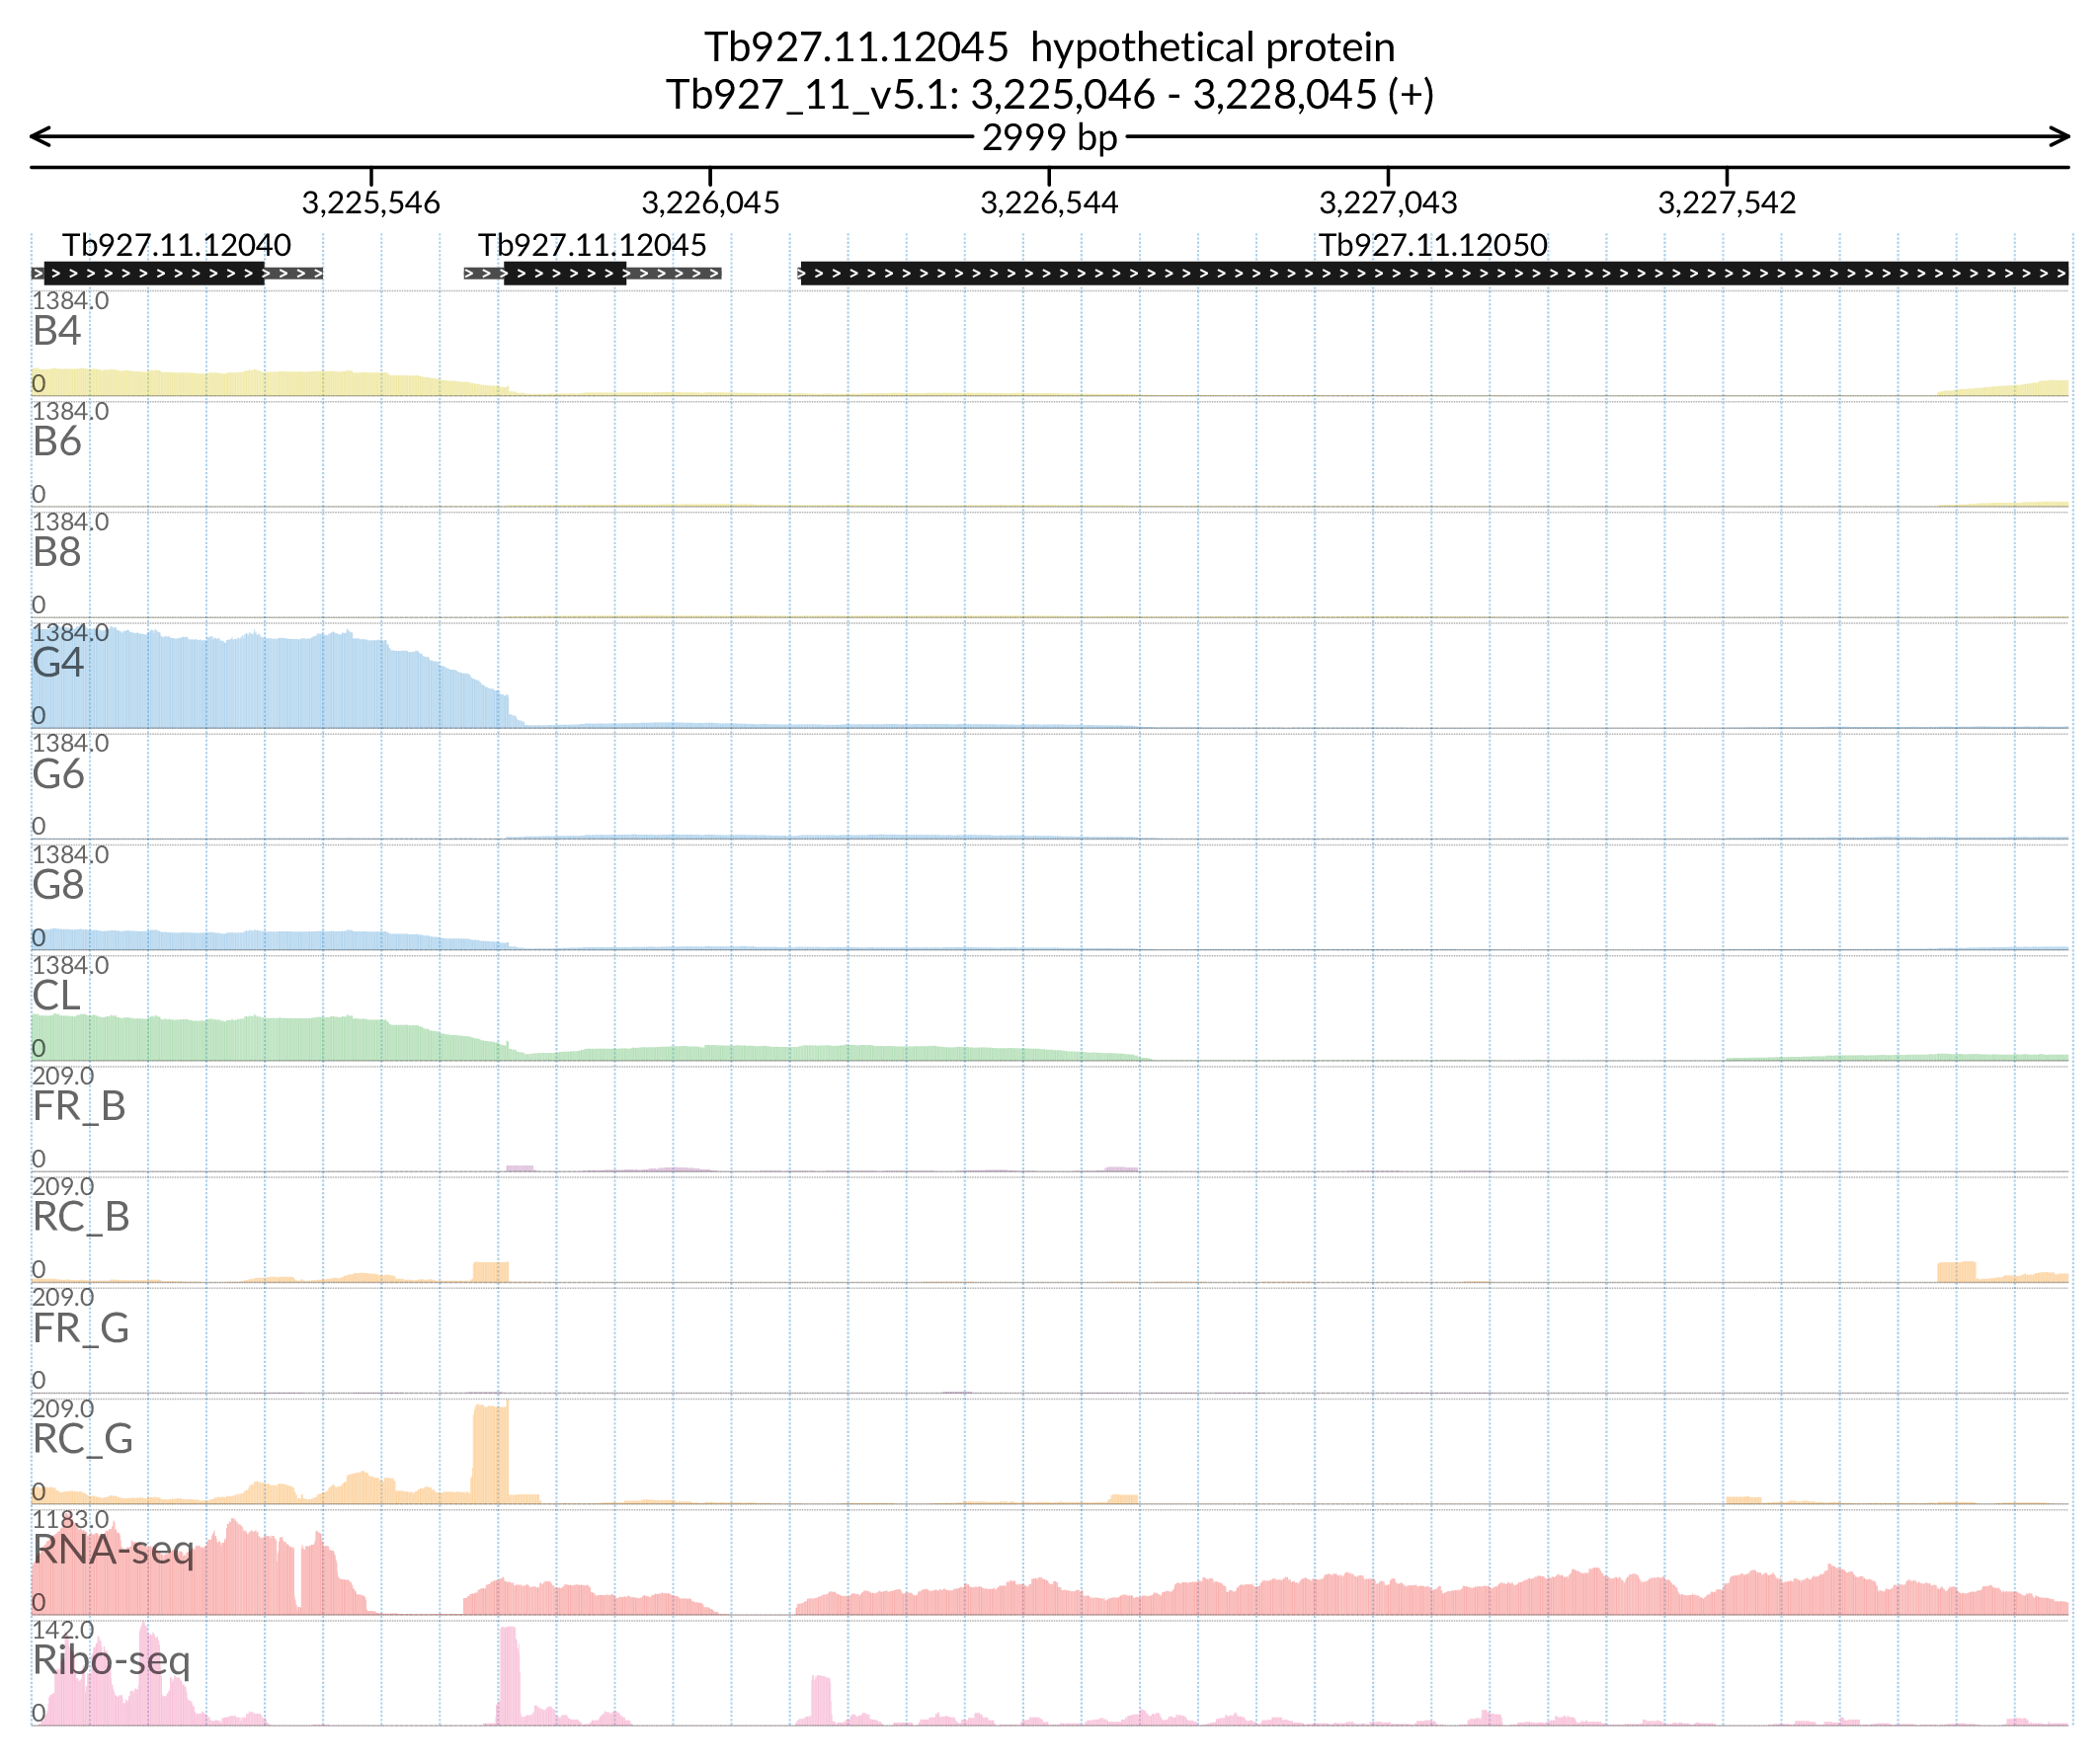 Tb927.11.12045 hypothetical protein
Tb927_11_v5.1: 3,225,046 - 3,228,045 (+)
2999 bp
3,225,546 3,226,045 3,226,544 3,227,043 3,227,542
Tb927.11.12040 Tb927.11.12045 Tb927.11.12050
1384.0
B4
0
1384.0
B6
0
1384.0
B8
0
1384.0
G4
0
1384.0
G6
0
1384.0
G8
0
1384.0
CL
0
209.0
FR_B
0
209.0
RC_B
0
209.0
FR_G
0
209.0
RC_G
0
1183.0
RNA-seq
0
142.0
Ribo-seq
0